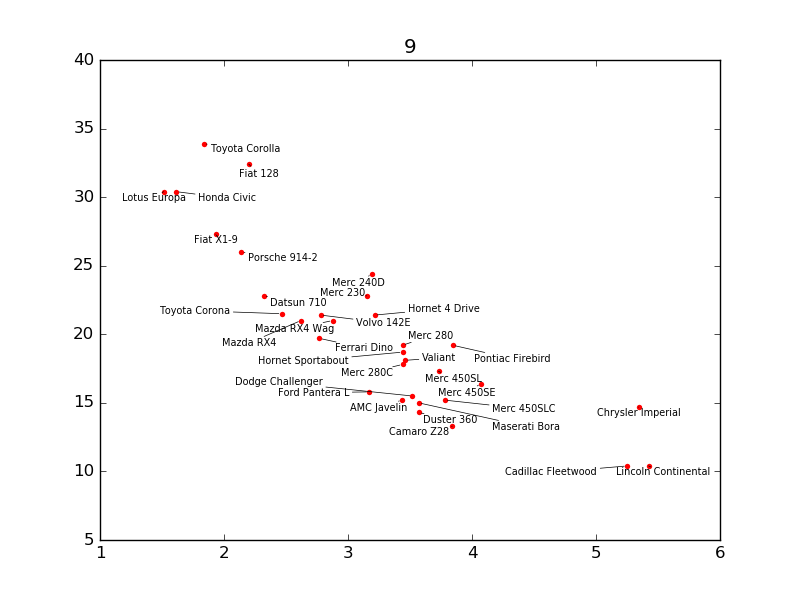 9
40
35
Toyota Corolla
Fiat 128
30
Lotus Europa
Honda Civic
Fiat X1-9
Porsche 914-2
25
Merc 240D
Merc 230
Datsun 710
Toyota Corona
Hornet 4 Drive
Volvo 142E
Mazda RX4 Wag
20
Merc 280
Mazda RX4
Ferrari Dino
Hornet Sportabout
Valiant
Pontiac Firebird
Merc 280C
Merc 450SL
Dodge Challenger
Ford Pantera L
Merc 450SE
15
AMC Javelin
Merc 450SLC
Chrysler Imperial
Duster 360
Maserati Bora
Camaro Z28
10
Cadillac Fleetwood
Lincoln Continental
5
1 2 3 4 5 6